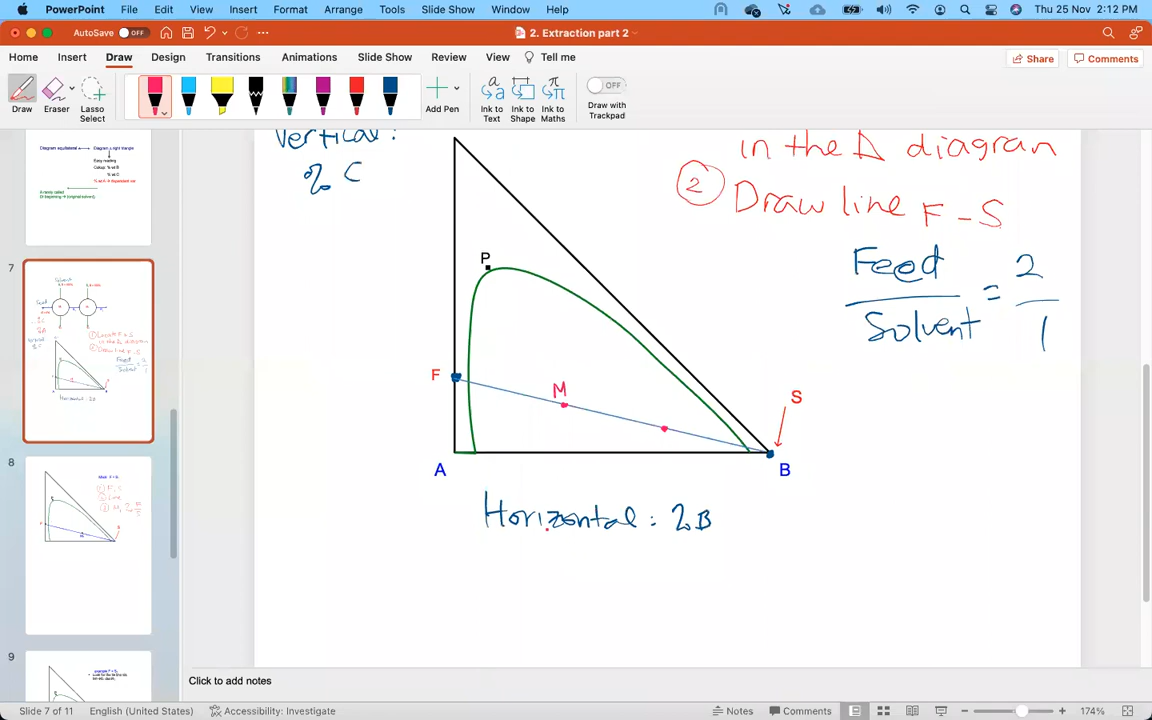 PowerPoint File Edit View Insert Format Arrange Tools Slide Show Window Help Thu 25 Nov 2:12 PM
AutoSave OFF 2. Extraction part 2
Home Insert Draw Design Transitions Animations Slide Show Review View Tell me Share Comments
Draw Eraser Lasso Select Add Pen Ink to Text Ink to Shape Ink to Maths OFF Draw with Trackpad
Vertical:
% C
in the Δ diagram
2 Draw line F-S
Feed
Solvent
= 2
1
P
F
M
S
A
B
Horizontal: % B
7
8
9
Click to add notes
Slide 7 of 11 English (United States) Accessibility: Investigate Notes Comments 174%